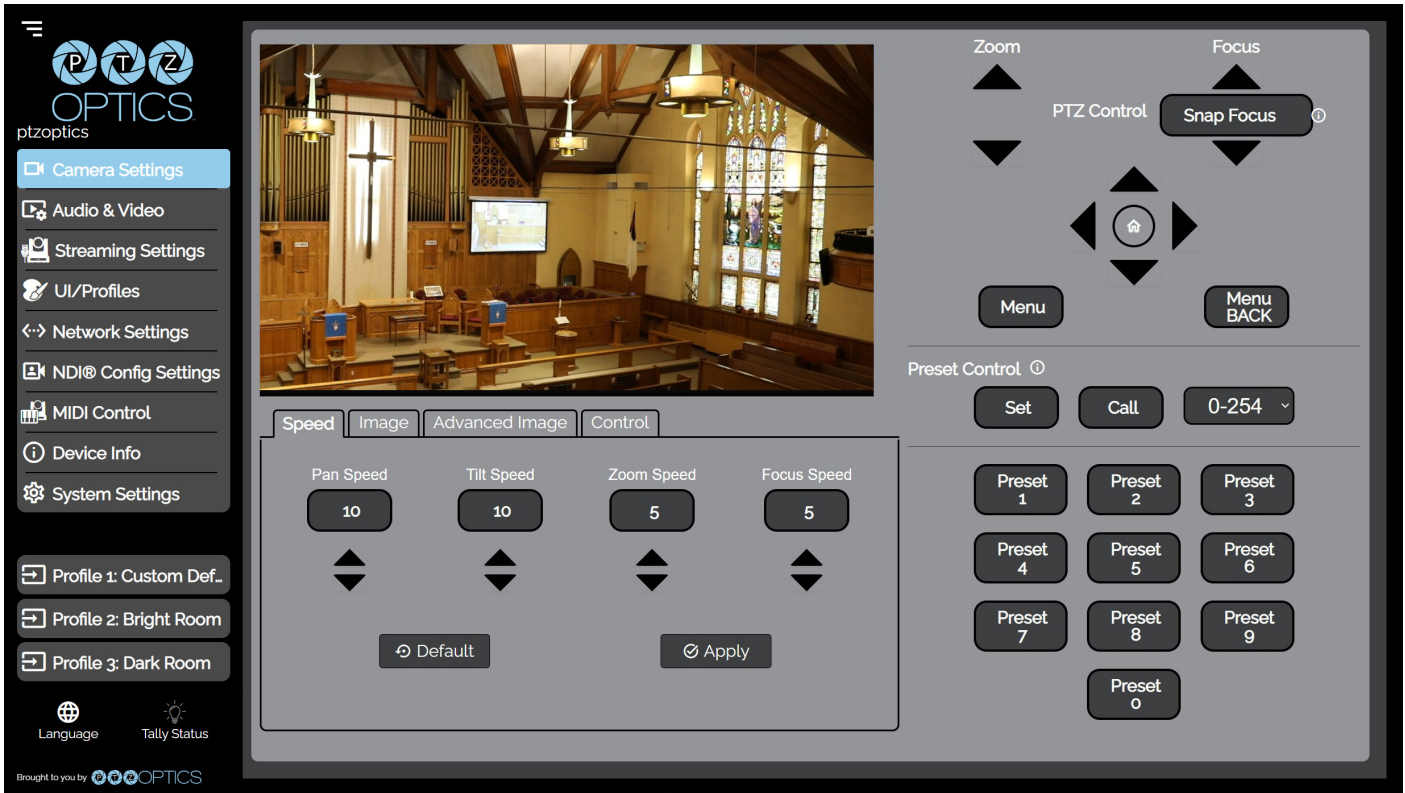 PTZ
OPTICS
ptzoptics
Camera Settings
Audio & Video
Streaming Settings
UI/Profiles
Network Settings
NDI® Config Settings
MIDI Control
Device Info
System Settings
Profile 1: Custom Def...
Profile 2: Bright Room
Profile 3: Dark Room
Language
Tally Status
Brought to you by PTZOPTICS
Speed
Image
Advanced Image
Control
Pan Speed
Tilt Speed
Zoom Speed
Focus Speed
10
10
5
5
Default
Apply
Zoom
Focus
PTZ Control
Snap Focus
Menu
Menu
BACK
Preset Control
Set
Call
0-254
Preset
1
Preset
2
Preset
3
Preset
4
Preset
5
Preset
6
Preset
7
Preset
8
Preset
9
Preset
0